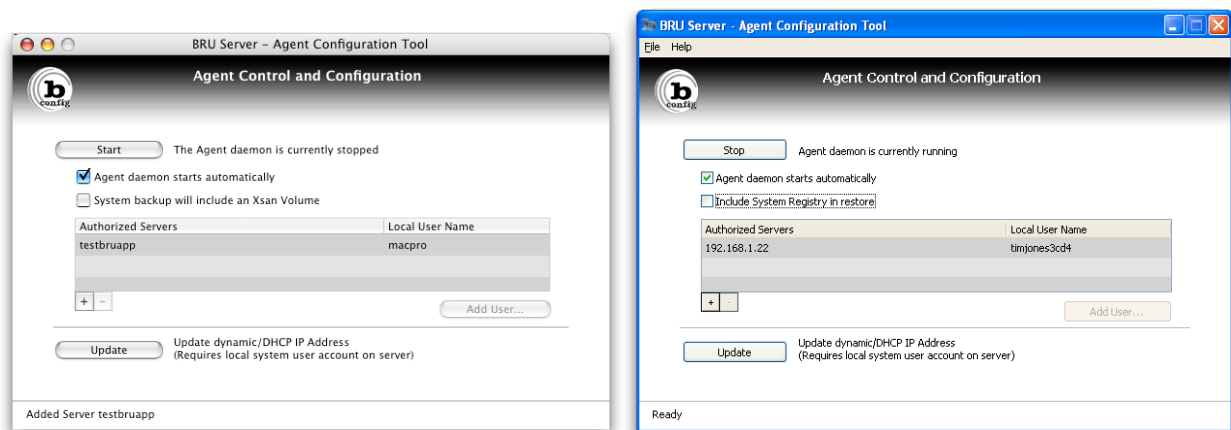 BRU Server – Agent Configuration Tool
b
config
Agent Control and Configuration
Start
The Agent daemon is currently stopped
Agent daemon starts automatically
System backup will include an Xsan Volume
Authorized Servers
Local User Name
testbruapp
macpro
+ –
Add User...
Update
Update dynamic/DHCP IP Address
(Requires local system user account on server)
Added Server testbruapp
b BRU Server - Agent Configuration Tool
File Help
b
config
Agent Control and Configuration
Stop
Agent daemon is currently running
Agent daemon starts automatically
Include System Registry in restore
Authorized Servers
Local User Name
192.168.1.22
timjones3cd4
+ -
Add User...
Update
Update dynamic/DHCP IP Address
(Requires local system user account on server)
Ready